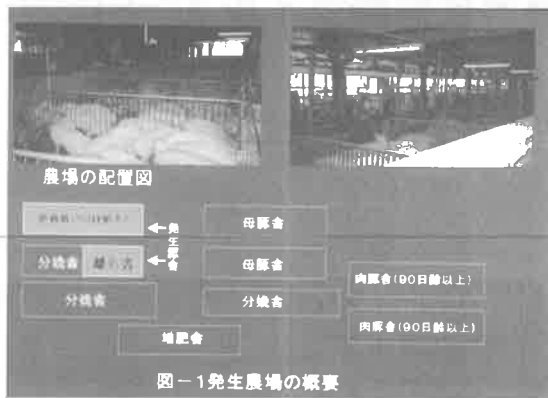 農場の配置図
母豚舎
発生豚舎
分娩舎
母豚舎
肉豚舎(90日齢以上)
分娩舎
分娩舎
堆肥舎
肉豚舎(90日齢以上)
図－1発生農場の概要